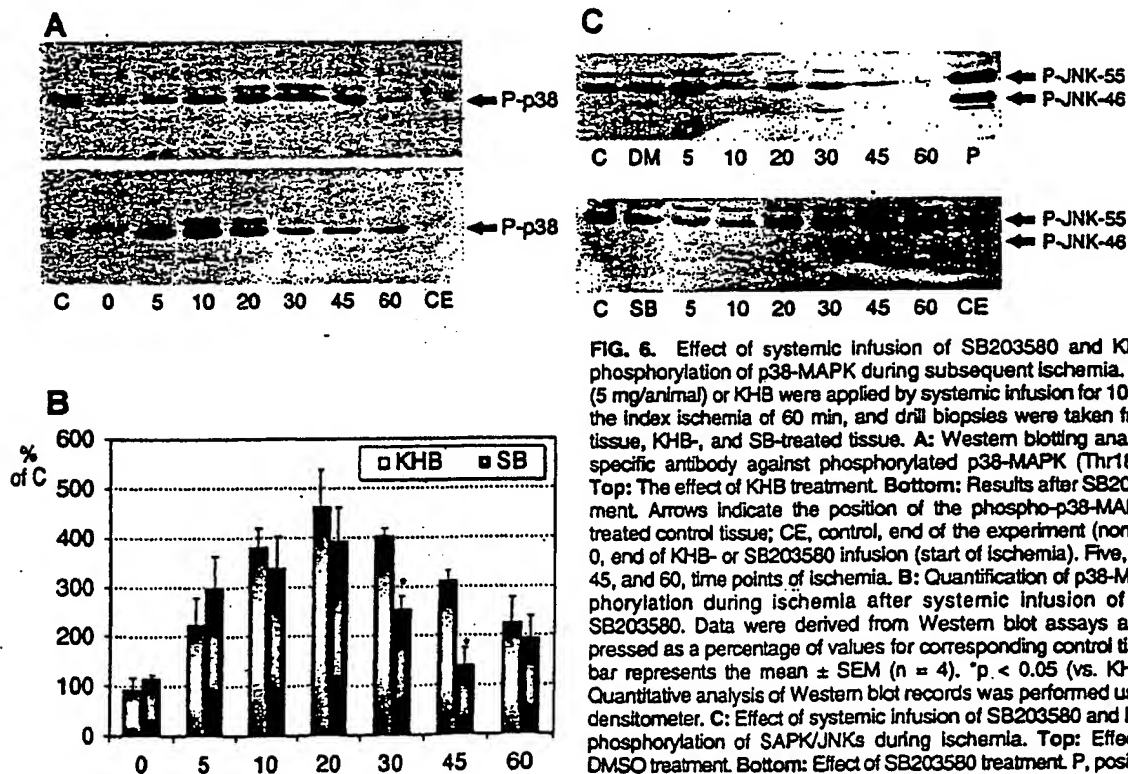 A
P-p38
P-p38
C 0 5 10 20 30 45 60 CE
B
% of C
600
500
400
300
200
100
0
KHB SB
* *
0 5 10 20 30 45 60
C
P-JNK-55
P-JNK-46
C DM 5 10 20 30 45 60 P
P-JNK-55
P-JNK-46
C SB 5 10 20 30 45 60 CE
FIG. 6. Effect of systemic infusion of SB203580 and
phosphorylation of p38-MAPK during subsequent ischemia.
(5 mg/animal) or KHB were applied by systemic infusion for 10
the index ischemia of 60 min, and drill biopsies were taken
tissue, KHB-, and SB-treated tissue. A: Western blotting
specific antibody against phosphorylated p38-MAPK
Top: The effect of KHB treatment. Bottom: Results after
ment. Arrows indicate the position of the
treated control tissue; CE, control, end of the experiment
0, end of KHB- or SB203580 infusion (start of ischemia). Five,
45, and 60, time points of ischemia. B: Quantification of
phorylation during ischemia after systemic infusion of
SB203580. Data were derived from Western blot assays
pressed as a percentage of values for corresponding control
bar represents the mean ± SEM (n = 4). *p < 0.05 (vs.
Quantitative analysis of Western blot records was performed
densitometer. C: Effect of systemic infusion of SB203580 and
phosphorylation of SAPK/JNKs during ischemia. Top:
DMSO treatment. Bottom: Effect of SB203580 treatment. P,